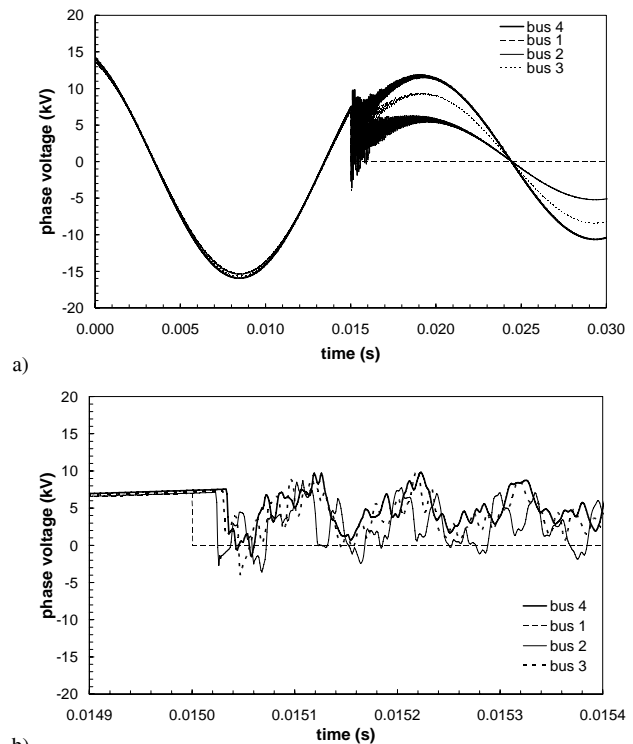 20
15
10
5
0
-5
-10
-15
-20
phase voltage (kV)
bus 4
bus 1
bus 2
bus 3
0.000 0.005 0.010 0.015 0.020 0.025 0.030
time (s)
a)
20
15
10
5
0
-5
-10
-15
-20
phase voltage (kV)
bus 4
bus 1
bus 2
bus 3
0.0149 0.0150 0.0151 0.0152 0.0153 0.0154
time (s)
b)